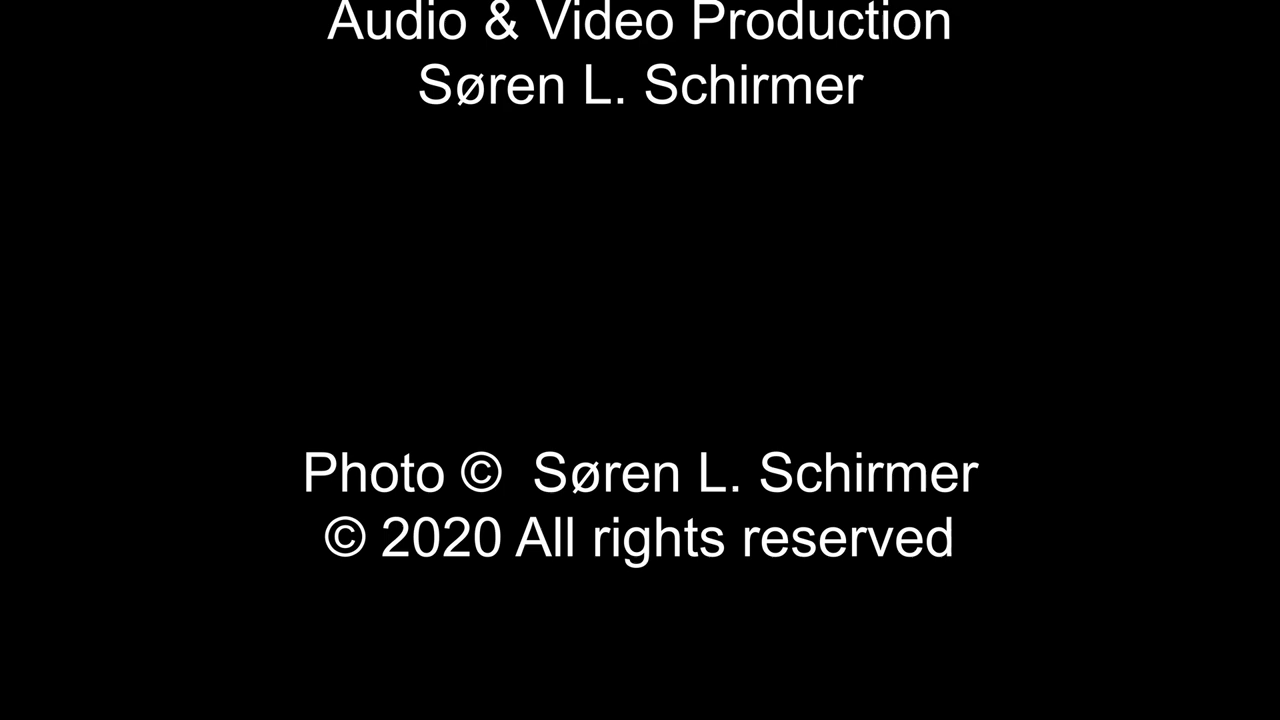 Audio & Video Production
Søren L. Schirmer
Photo ©  Søren L. Schirmer
© 2020 All rights reserved